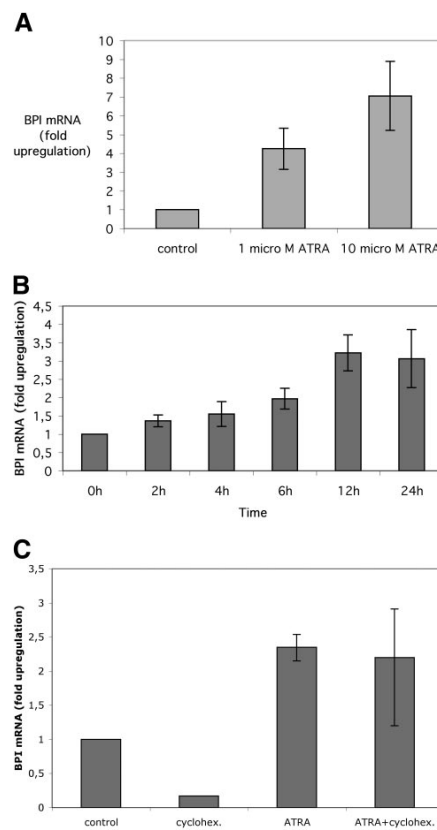 A
BPI mRNA
(fold
upregulation)
10
9
8
7
6
5
4
3
2
1
0
control 1 micro M ATRA 10 micro M ATRA
B
BPI mRNA (fold upregulation)
4,5
4
3,5
3
2,5
2
1,5
1
0,5
0
0h 2h 4h 6h 12h 24h
Time
C
BPI mRNA (fold upregulation)
3,5
3
2,5
2
1
0,5
0
control cyclohex. ATRA ATRA+cyclohex.